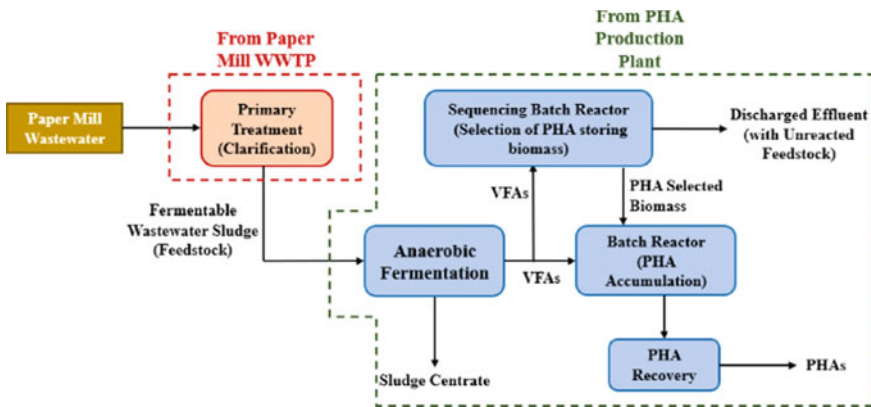 From Paper
Mill WWTP
From PHA
Production
Plant
Paper Mill
Wastewater
Primary
Treatment
(Clarification)
Sequencing Batch Reactor
(Selection of PHA storing
biomass)
Discharged Effluent
(with Unreacted
Feedstock)
VFAs
PHA Selected
Biomass
Fermentable
Wastewater Sludge
(Feedstock)
Anaerobic
Fermentation
VFAs
Batch Reactor
(PHA
Accumulation)
Sludge Centrate
PHA
Recovery
PHAs